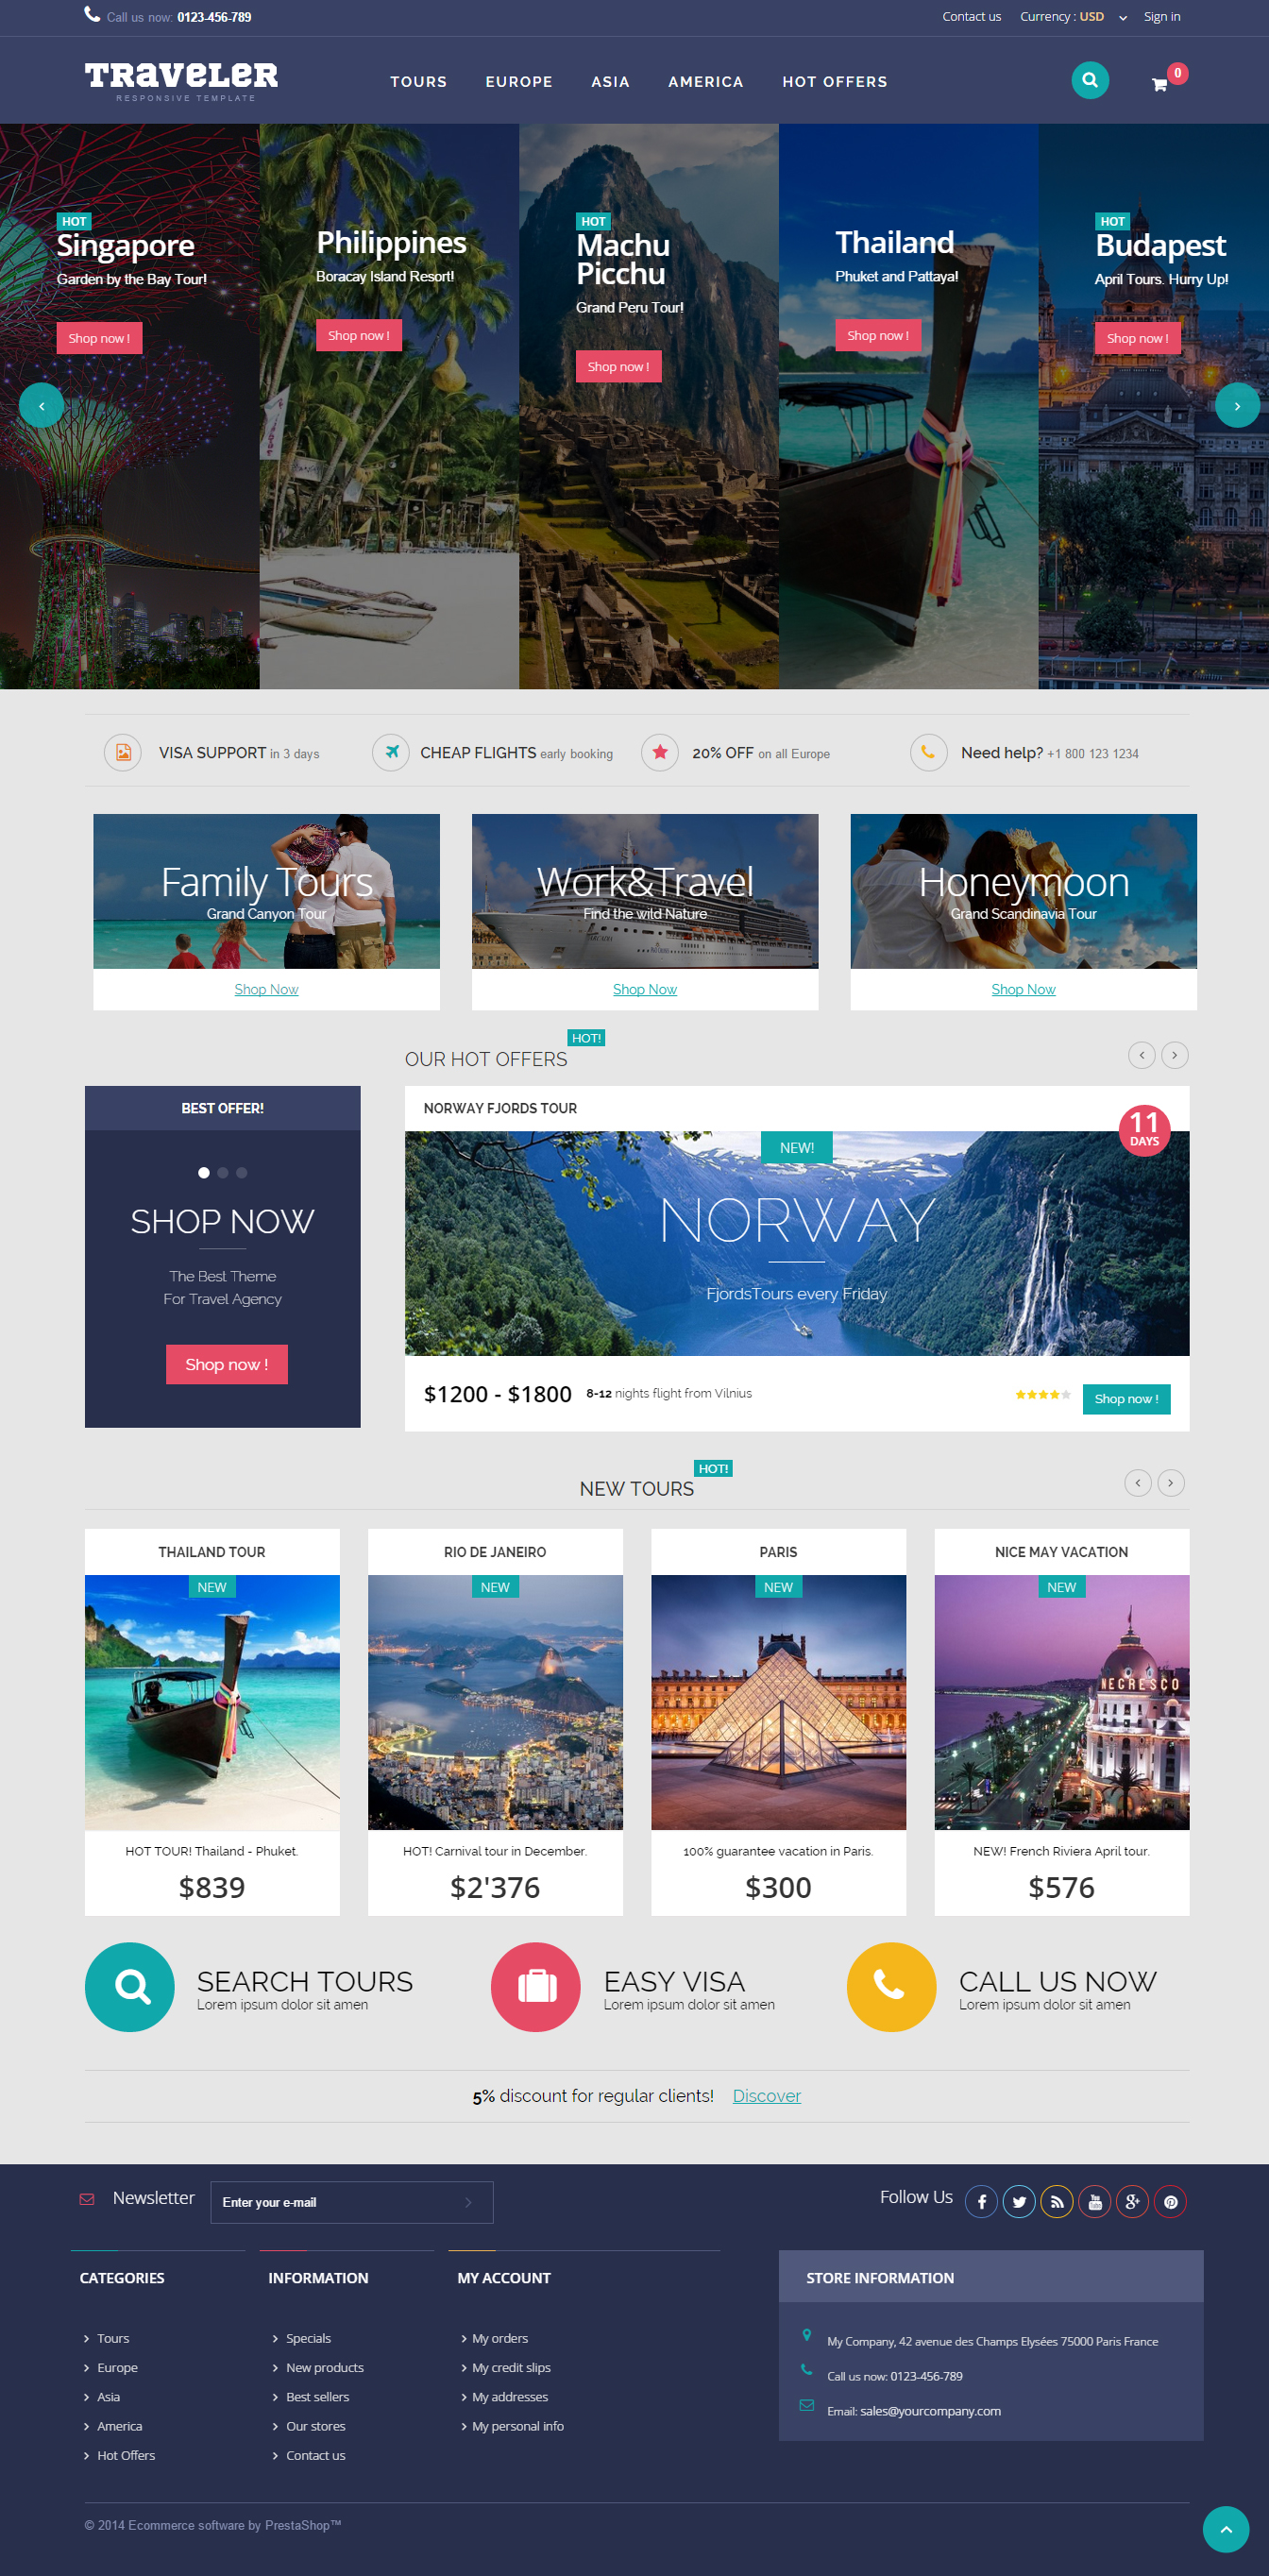 Call us now: 0123-456-789
Contact us
Currency : USD
Sign in
TRAVELER
RESPONSIVE TEMPLATE
TOURS
EUROPE
ASIA
AMERICA
HOT OFFERS
0
HOT
Singapore
Garden by the Bay Tour!
Shop now !
Philippines
Boracay Island Resort!
Shop now !
HOT
Machu
Picchu
Grand Peru Tour!
Shop now !
Thailand
Phuket and Pattaya!
Shop now !
HOT
Budapest
April Tours. Hurry Up!
Shop now !
VISA SUPPORT in 3 days
CHEAP FLIGHTS early booking
20% OFF on all Europe
Need help? +1 800 123 1234
Family Tours
Grand Canyon Tour
Shop Now
Work&Travel
Find the wild Nature
Shop Now
Honeymoon
Grand Scandinavia Tour
Shop Now
OUR HOT OFFERS
HOT!
BEST OFFER!
SHOP NOW
The Best Theme
For Travel Agency
Shop now !
NORWAY FJORDS TOUR
11
DAYS
NEW!
NORWAY
FjordsTours every Friday
$1200 - $1800
8-12 nights flight from Vilnius
Shop now !
NEW TOURS
HOT!
THAILAND TOUR
NEW
HOT TOUR! Thailand - Phuket.
$839
RIO DE JANEIRO
NEW
HOT! Carnival tour in December.
$2'376
PARIS
NEW
100% guarantee vacation in Paris.
$300
NICE MAY VACATION
NEW
NEGRESCO
NEW! French Riviera April tour.
$576
SEARCH TOURS
Lorem ipsum dolor sit amen
EASY VISA
Lorem ipsum dolor sit amen
CALL US NOW
Lorem ipsum dolor sit amen
5% discount for regular clients!
Discover
Newsletter
Enter your e-mail
Follow Us
CATEGORIES
Tours
Europe
Asia
America
Hot Offers
INFORMATION
Specials
New products
Best sellers
Our stores
Contact us
MY ACCOUNT
My orders
My credit slips
My addresses
My personal info
STORE INFORMATION
My Company, 42 avenue des Champs Elysées 75000 Paris France
Call us now: 0123-456-789
Email: sales@yourcompany.com
© 2014 Ecommerce software by PrestaShop™